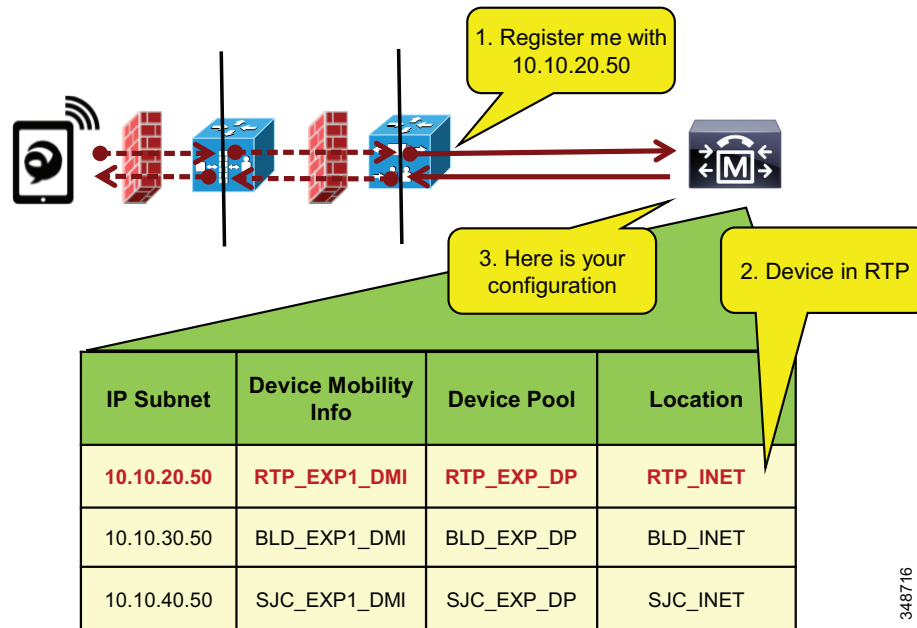 1. Register me with
10.10.20.50
M
3. Here is your
configuration
2. Device in RTP
IP Subnet
Device Mobility
Info
Device Pool
Location
10.10.20.50
RTP_EXP1_DMI
RTP_EXP_DP
RTP_INET
10.10.30.50
BLD_EXP1_DMI
BLD_EXP_DP
BLD_INET
10.10.40.50
SJC_EXP1_DMI
SJC_EXP_DP
SJC_INET
348716